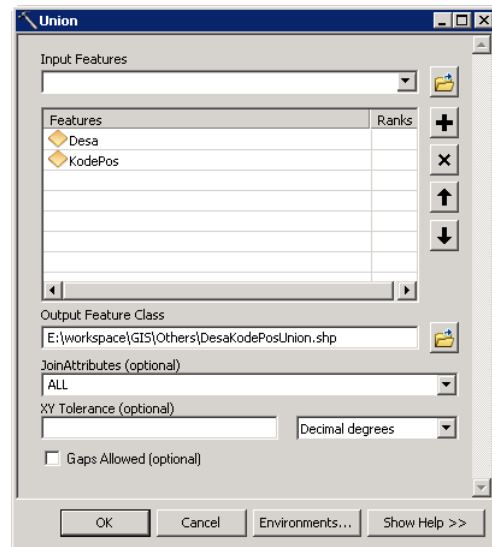 Union
Input Features
Features Ranks
Desa
KodePos
Output Feature Class
E:\workspace\GIS\Others\DesaKodePosUnion.shp
JoinAttributes (optional)
ALL
XY Tolerance (optional)
Decimal degrees
Gaps Allowed (optional)
OK Cancel Environments... Show Help >>